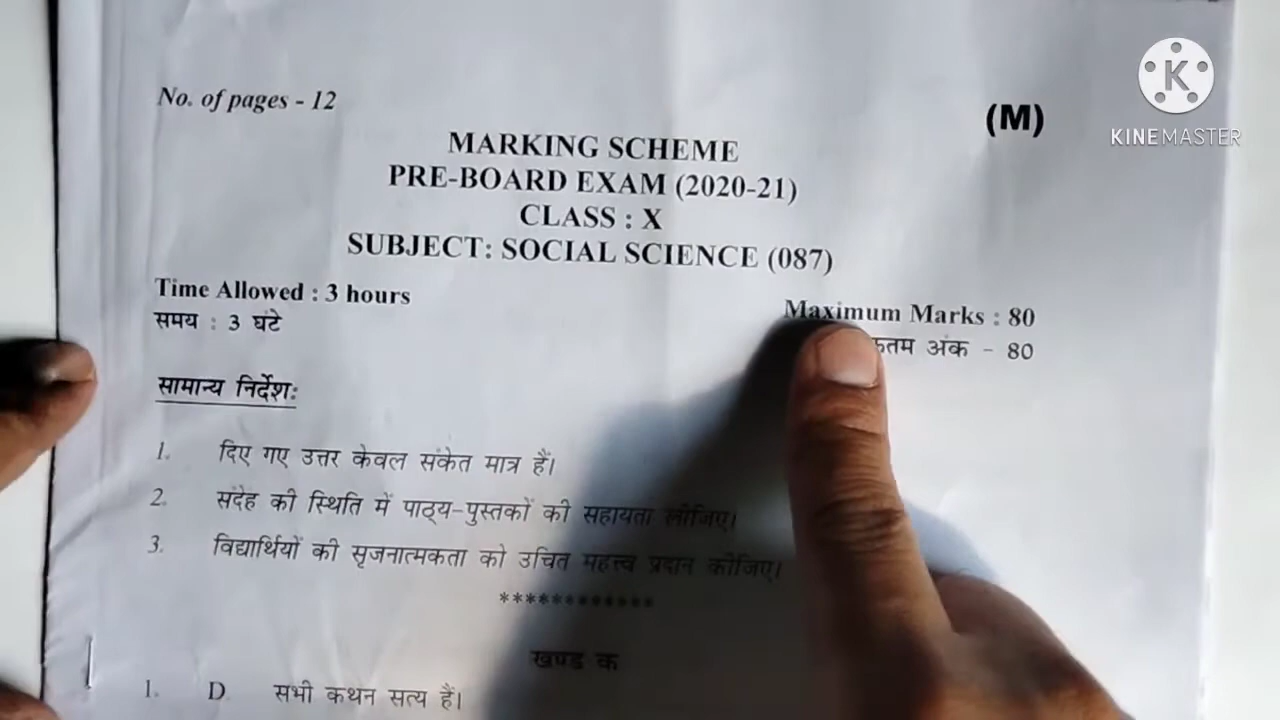 No. of pages - 12
(M)
K
KINEMASTER
MARKING SCHEME
PRE-BOARD EXAM (2020-21)
CLASS : X
SUBJECT: SOCIAL SCIENCE (087)
Time Allowed : 3 hours
Maximum Marks : 80
समय : 3 घंटे
अंक - 80
सामान्य निर्देशः
1. दिए गए उत्तर केवल संकेत मात्र हैं।
2. संदेह की स्थिति में पाठ्य-पुस्तकों की सहायता लीजिए।
3. विद्यार्थियों की सृजनात्मकता को उचित महत्त्व प्रदान कीजिए।
************
खण्ड क
1. D सभी कथन सत्य हैं।